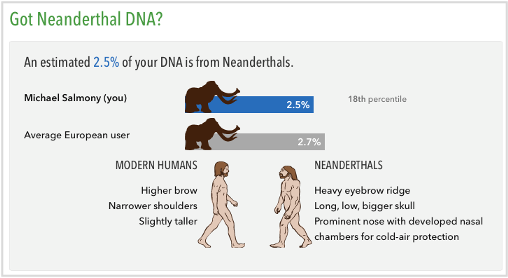 Got Neanderthal DNA?
An estimated 2.5% of your DNA is from Neanderthals.
Michael Salmony (you)
2.5%
18th percentile
Average European user
2.7%
MODERN HUMANS
Higher brow
Narrower shoulders
Slightly taller
NEANDERTHALS
Heavy eyebrow ridge
Long, low, bigger skull
Prominent nose with developed nasal
chambers for cold-air protection